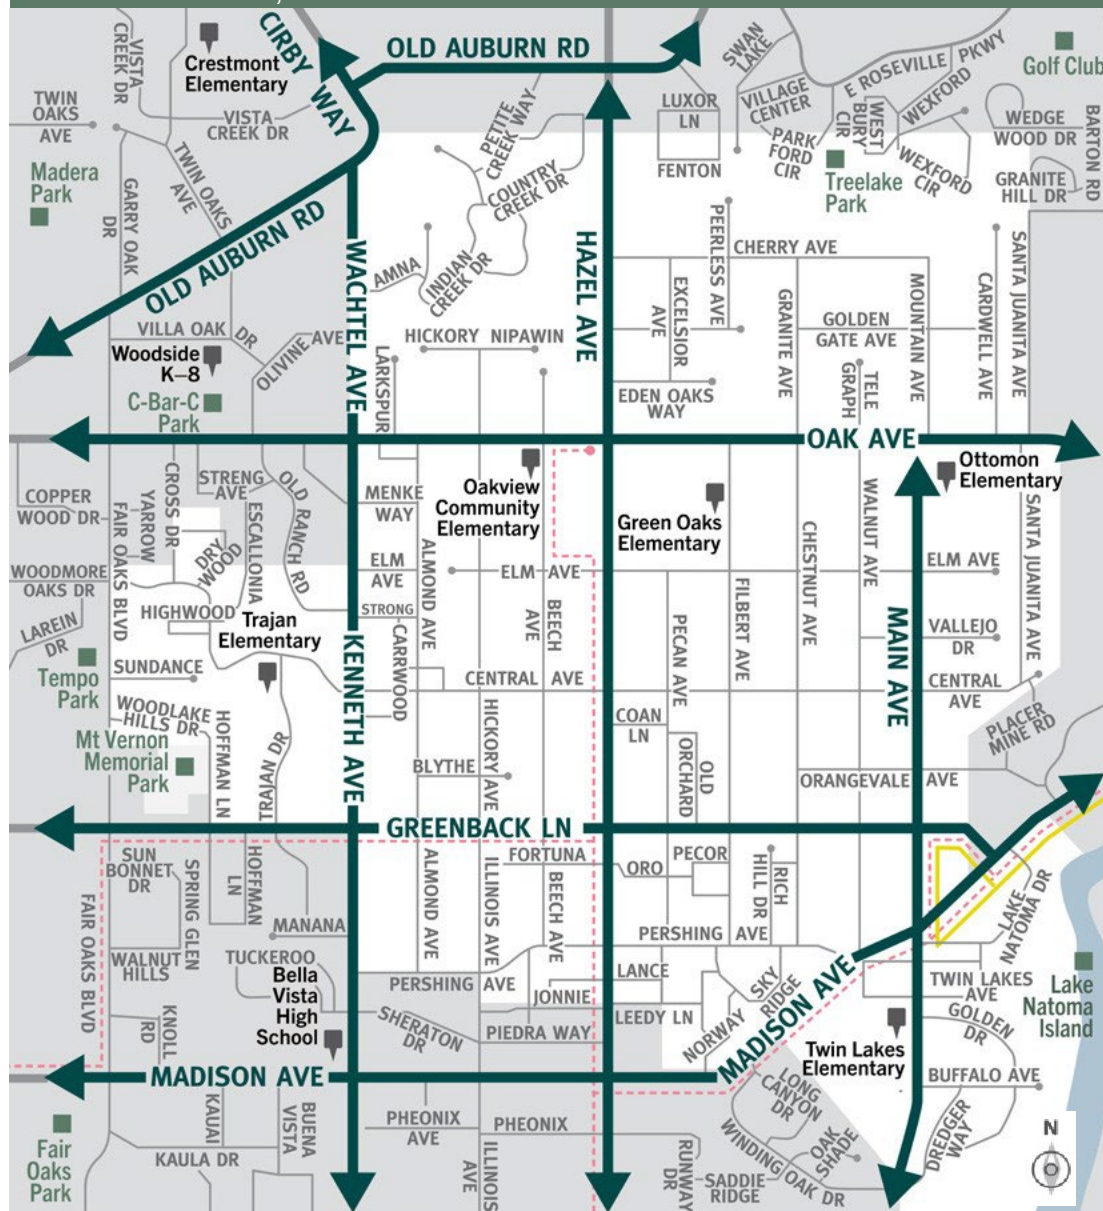 CIRBY
WAY
OLD AUBURN RD
Crestmont
Elementary
VISTA
CREEK DR
SWAN
LAKE
E ROSEVILLE
PKWY
Golf Club
TWIN
OAKS
AVE
VISTA
CREEK DR
PETITE
CREEK WAY
LUXOR
LN
VILLAGE
CENTER
WEST
BURY
CIR
WEXFORD
WEDGE
WOOD DR
BARTON RD
Madera
Park
GARRY OAK
DR
TWIN OAKS
AVE
COUNTRY
CREEK DR
FENTON
PARK
FORD
CIR
Treelake
Park
WEXFORD
CIR
GRANITE
HILL DR
OLD AUBURN RD
WACHTEL AVE
AMNA
INDIAN
CREEK DR
HAZEL AVE
PEERLESS AVE
CHERRY AVE
EXCELSIOR
AVE
GRANITE AVE
MOUNTAIN AVE
CARDWELL AVE
SANTA JUANITA AVE
VILLA OAK
DR
OLIVINE AVE
HICKORY
NIPAWIN
GOLDEN
GATE AVE
Woodside
K–8
C-Bar-C
Park
LARKSPUR
EDEN OAKS
WAY
TELE
GRAPH
OAK AVE
STRENG
AVE
CROSS DR
YARROW
COPPER
WOOD DR
FAIR OAKS BLVD
ESCALLONIA
OLD RANCH RD
MENKE
WAY
Oakview
Community
Elementary
Green Oaks
Elementary
WALNUT AVE
Ottomon
Elementary
SANTA JUANITA AVE
DRY
WOOD
WOODMORE
OAKS DR
ELM
AVE
ALMOND AVE
ELM AVE
CHESTNUT AVE
ELM AVE
HIGHWOOD
LAREIN
DR
Trajan
Elementary
STRONG
CARRWOOD
KENNETH AVE
BEECH
AVE
PECAN AVE
FILBERT AVE
MAIN AVE
VALLEJO
DR
Tempo
Park
SUNDANCE
CENTRAL AVE
CENTRAL
AVE
WOODLAKE
HILLS DR
HOFFMAN LN
TRAJAN DR
HICKORY AVE
COAN
LN
OLD
ORCHARD
PLACER
MINE RD
Mt Vernon
Memorial
Park
BLYTHE
ORANGEVALE AVE
GREENBACK LN
SUN
BONNET
DR
SPRING GLEN
HOFFMAN
LN
ALMOND AVE
ILLINOIS AVE
FORTUNA
BEECH AVE
ORO
PECOR
HILL DR
RICH
LAKE
NATOMA DR
FAIR OAKS BLVD
MANANA
PERSHING AVE
WALNUT
HILLS
TUCKEROO
Bella
Vista
High
School
PERSHING AVE
LANCE
SKY
RIDGE
MADISON AVE
TWIN LAKES
AVE
Lake
Natoma
Island
KNOLL
RD
SHERATON
DR
JONNIE
PIEDRA WAY
LEEDY LN
NORWAY
Twin Lakes
Elementary
GOLDEN
DR
MADISON AVE
LONG
CANYON
DR
BUFFALO AVE
Fair
Oaks
Park
KAUAI
BUENA
VISTA
KAULA DR
PHEONIX
AVE
PHEONIX
ILLINOIS
AVE
RUNWAY
DR
SADDIE
RIDGE
WINDING OAK DR
OAK
SHADE
DREDGER
WAY
N